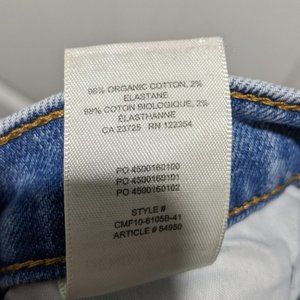 98% ORGANIC COTTON, 2%
ELASTANE
98% COTON BIOLOGIQUE, 2%
ÉLASTHANNE
CA 23725 RN 122354
PO 4500160100
PO 4500160101
PO 4500160102
STYLE #
CMF10-6105B-41
ARTICLE # 84950